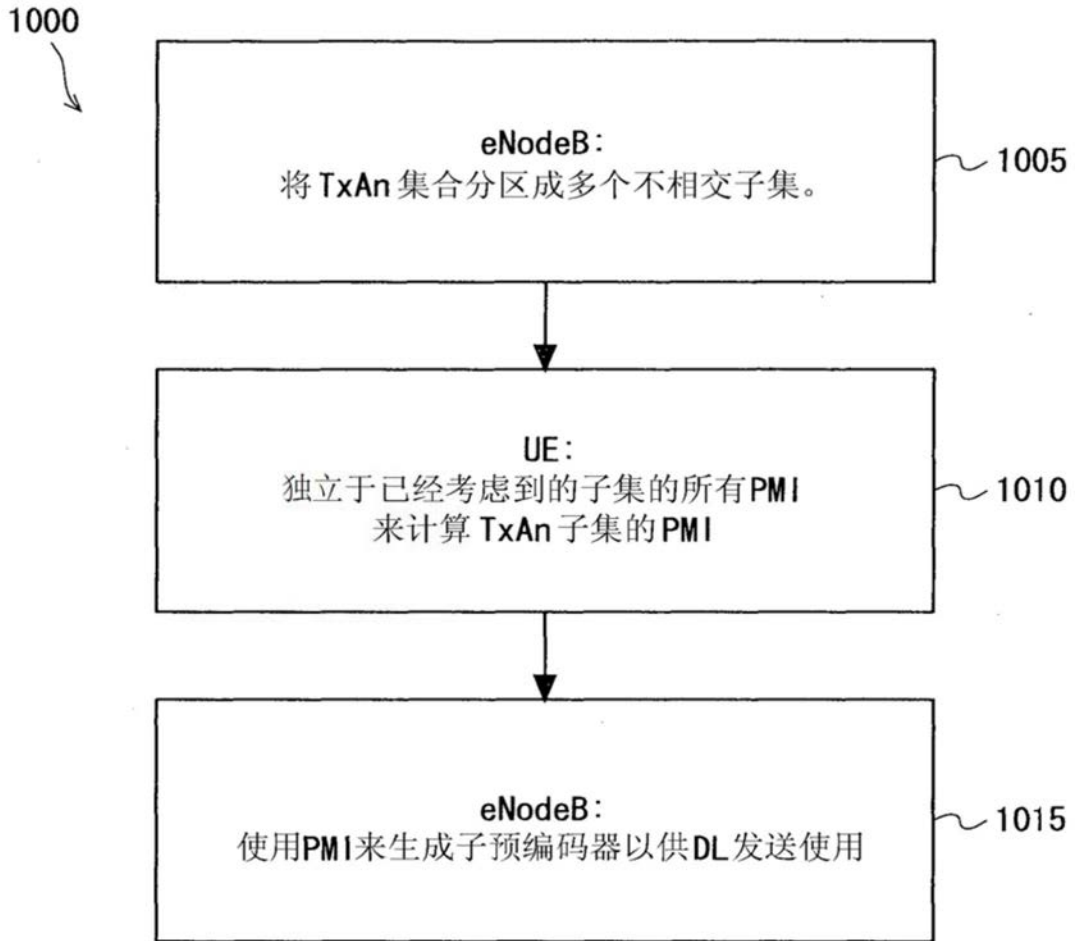 1000
eNodeB:
将TxAn集合分区成多个不相交子集。
1005
UE:
独立于已经考虑到的子集的所有PMI
来计算TxAn子集的PMI
1010
eNodeB:
使用PMI来生成子预编码器以供DL发送使用
1015